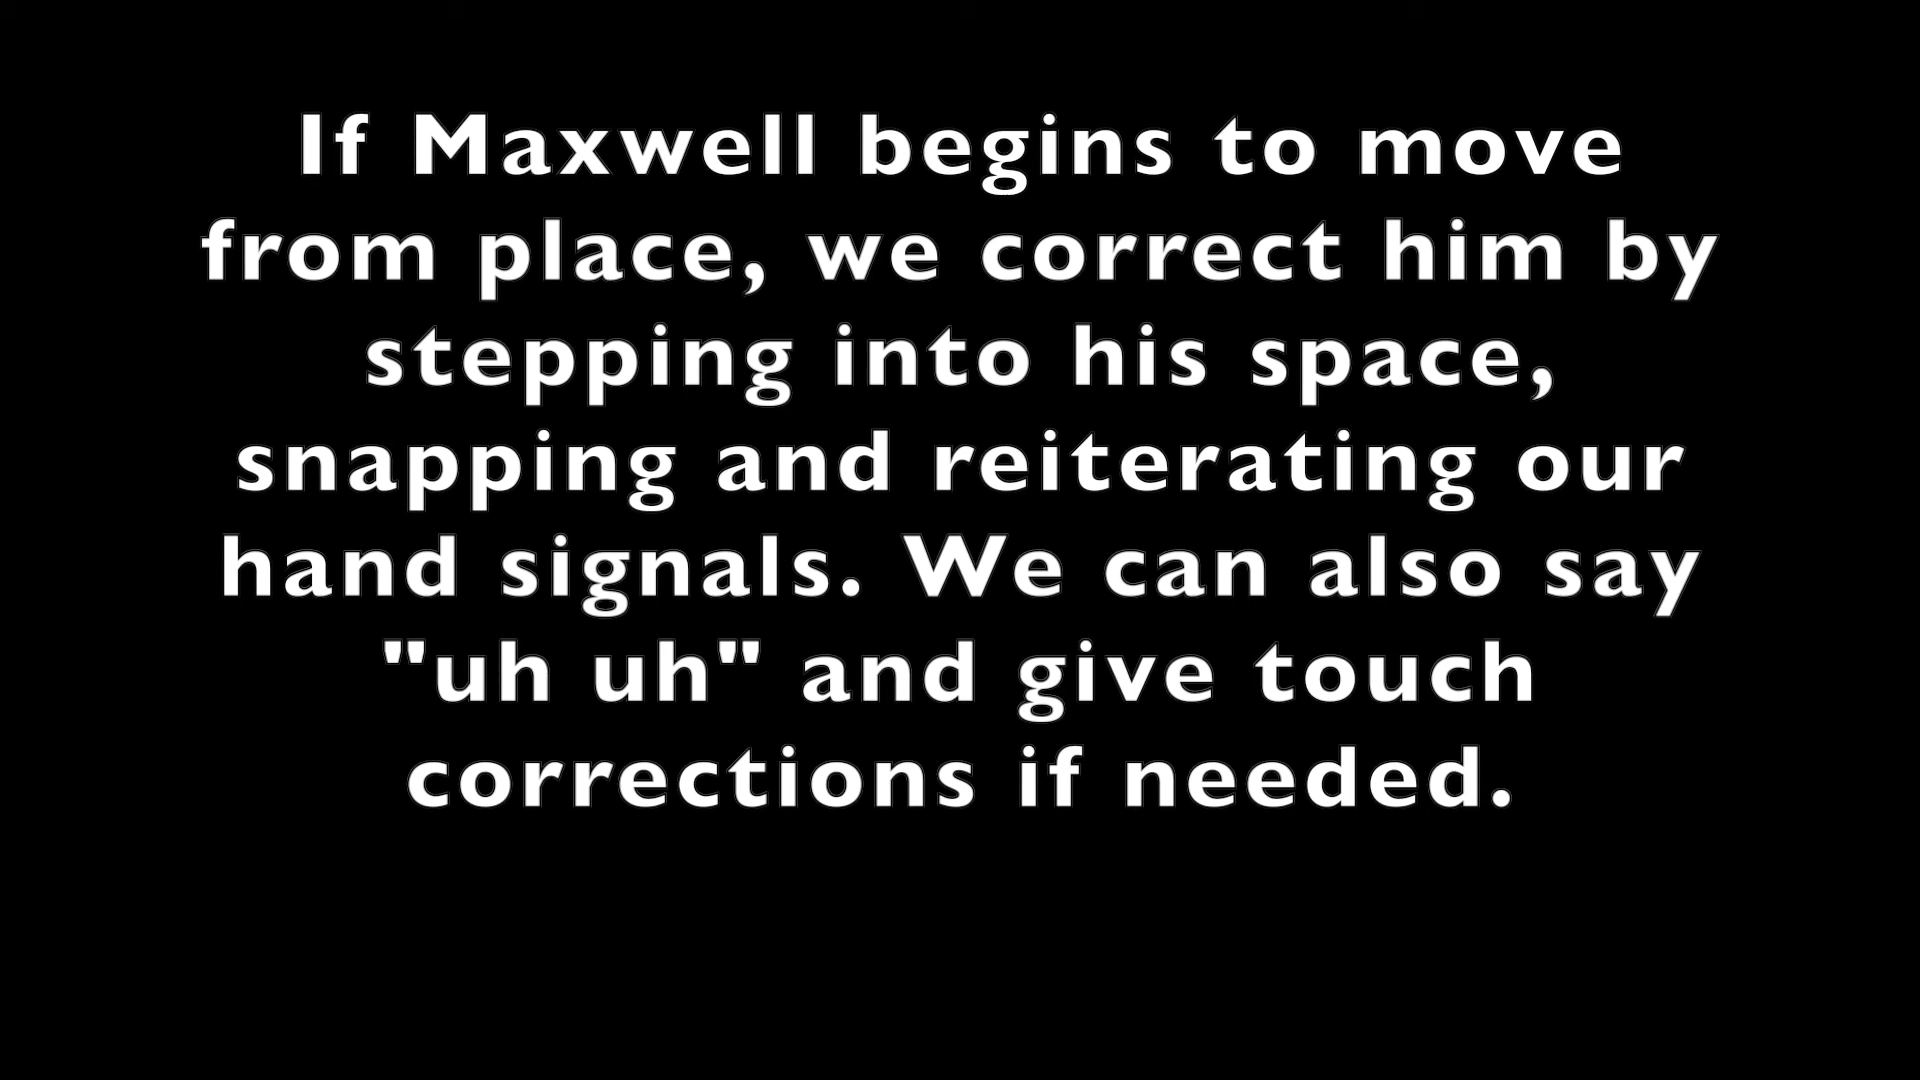 If Maxwell begins to move
from place, we correct him by
stepping into his space,
snapping and reiterating our
hand signals. We can also say
"uh uh" and give touch
corrections if needed.